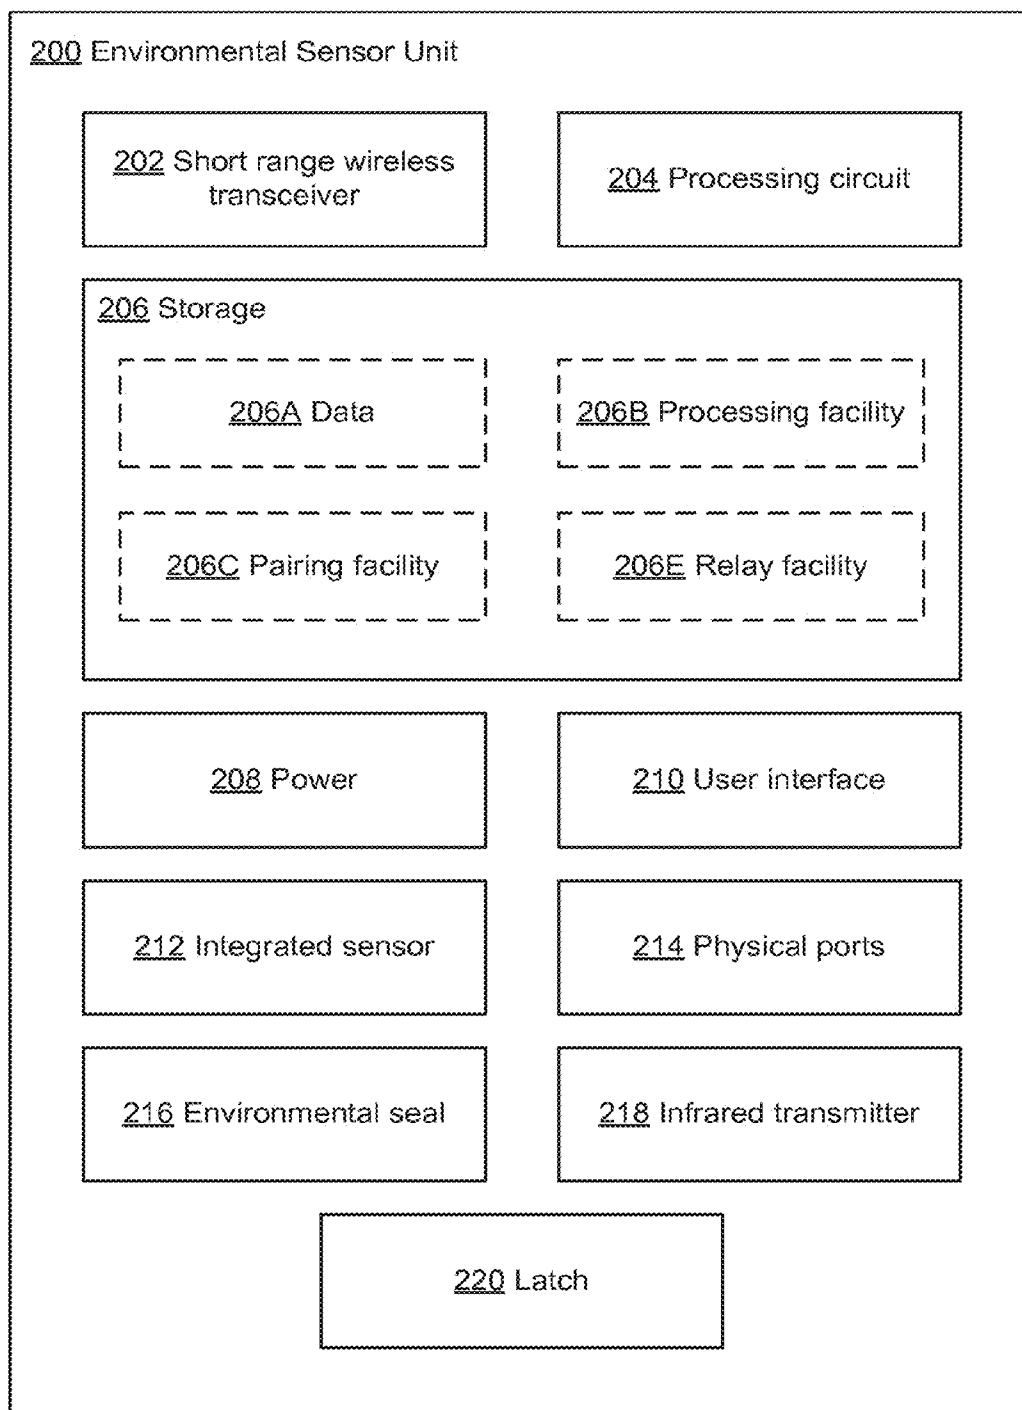 200 Environmental Sensor Unit
202 Short range wireless
transceiver
204 Processing circuit
206 Storage
206A Data
206B Processing facility
206C Pairing facility
206E Relay facility
208 Power
210 User interface
212 Integrated sensor
214 Physical ports
216 Environmental seal
218 Infrared transmitter
220 Latch